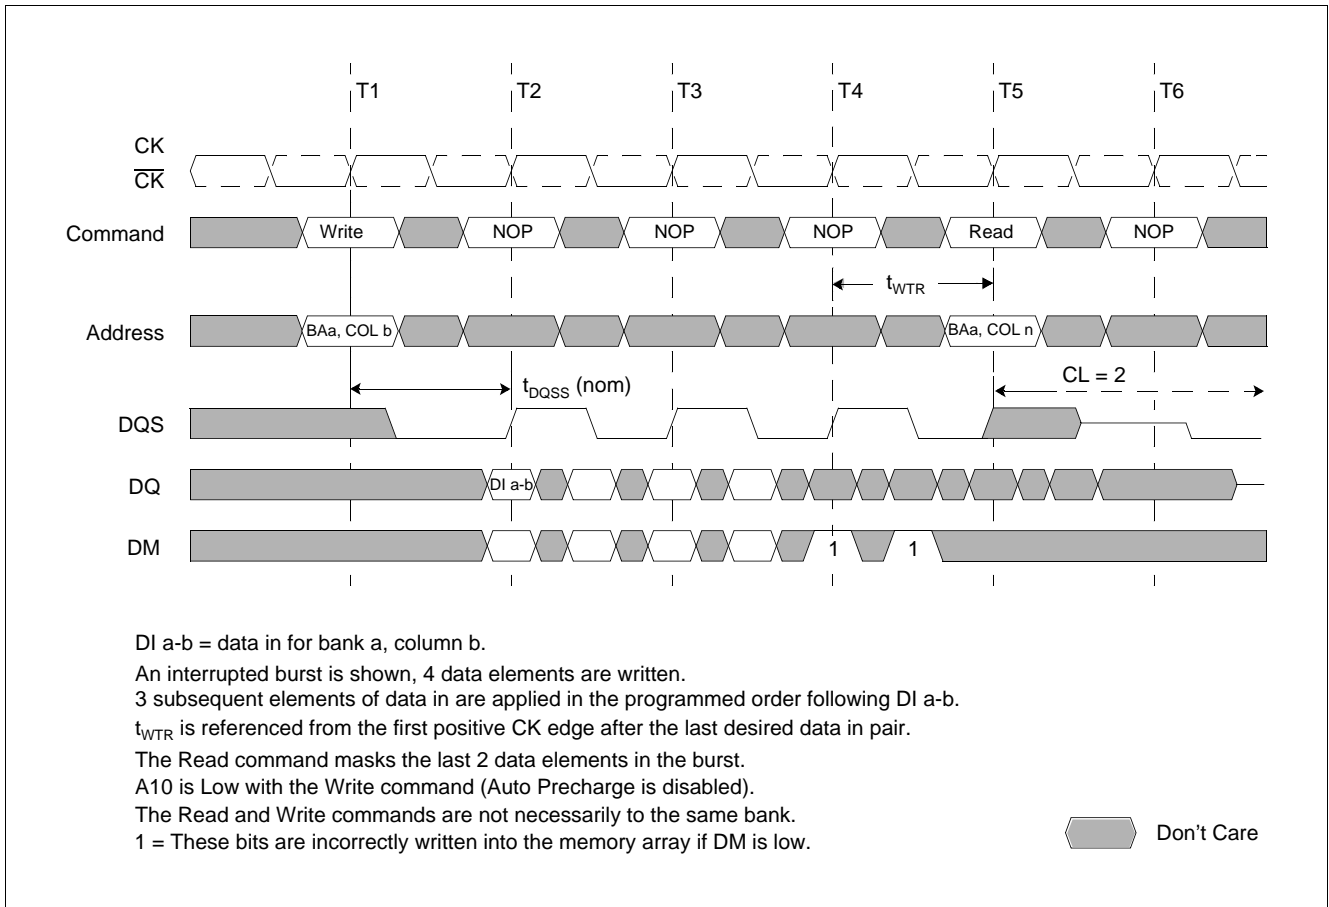 T1 T2 T3 T4 T5 T6
CK
CK
Command Write NOP NOP NOP Read NOP
tWTR
Address BAa, COL b BAa, COL n
tDQSS (nom) CL = 2
DQS
DQ DI a-b
DM 1 1
DI a-b = data in for bank a, column b.
An interrupted burst is shown, 4 data elements are written.
3 subsequent elements of data in are applied in the programmed order following DI a-b.
tWTR is referenced from the first positive CK edge after the last desired data in pair.
The Read command masks the last 2 data elements in the burst.
A10 is Low with the Write command (Auto Precharge is disabled).
The Read and Write commands are not necessarily to the same bank.
1 = These bits are incorrectly written into the memory array if DM is low.
Don't Care